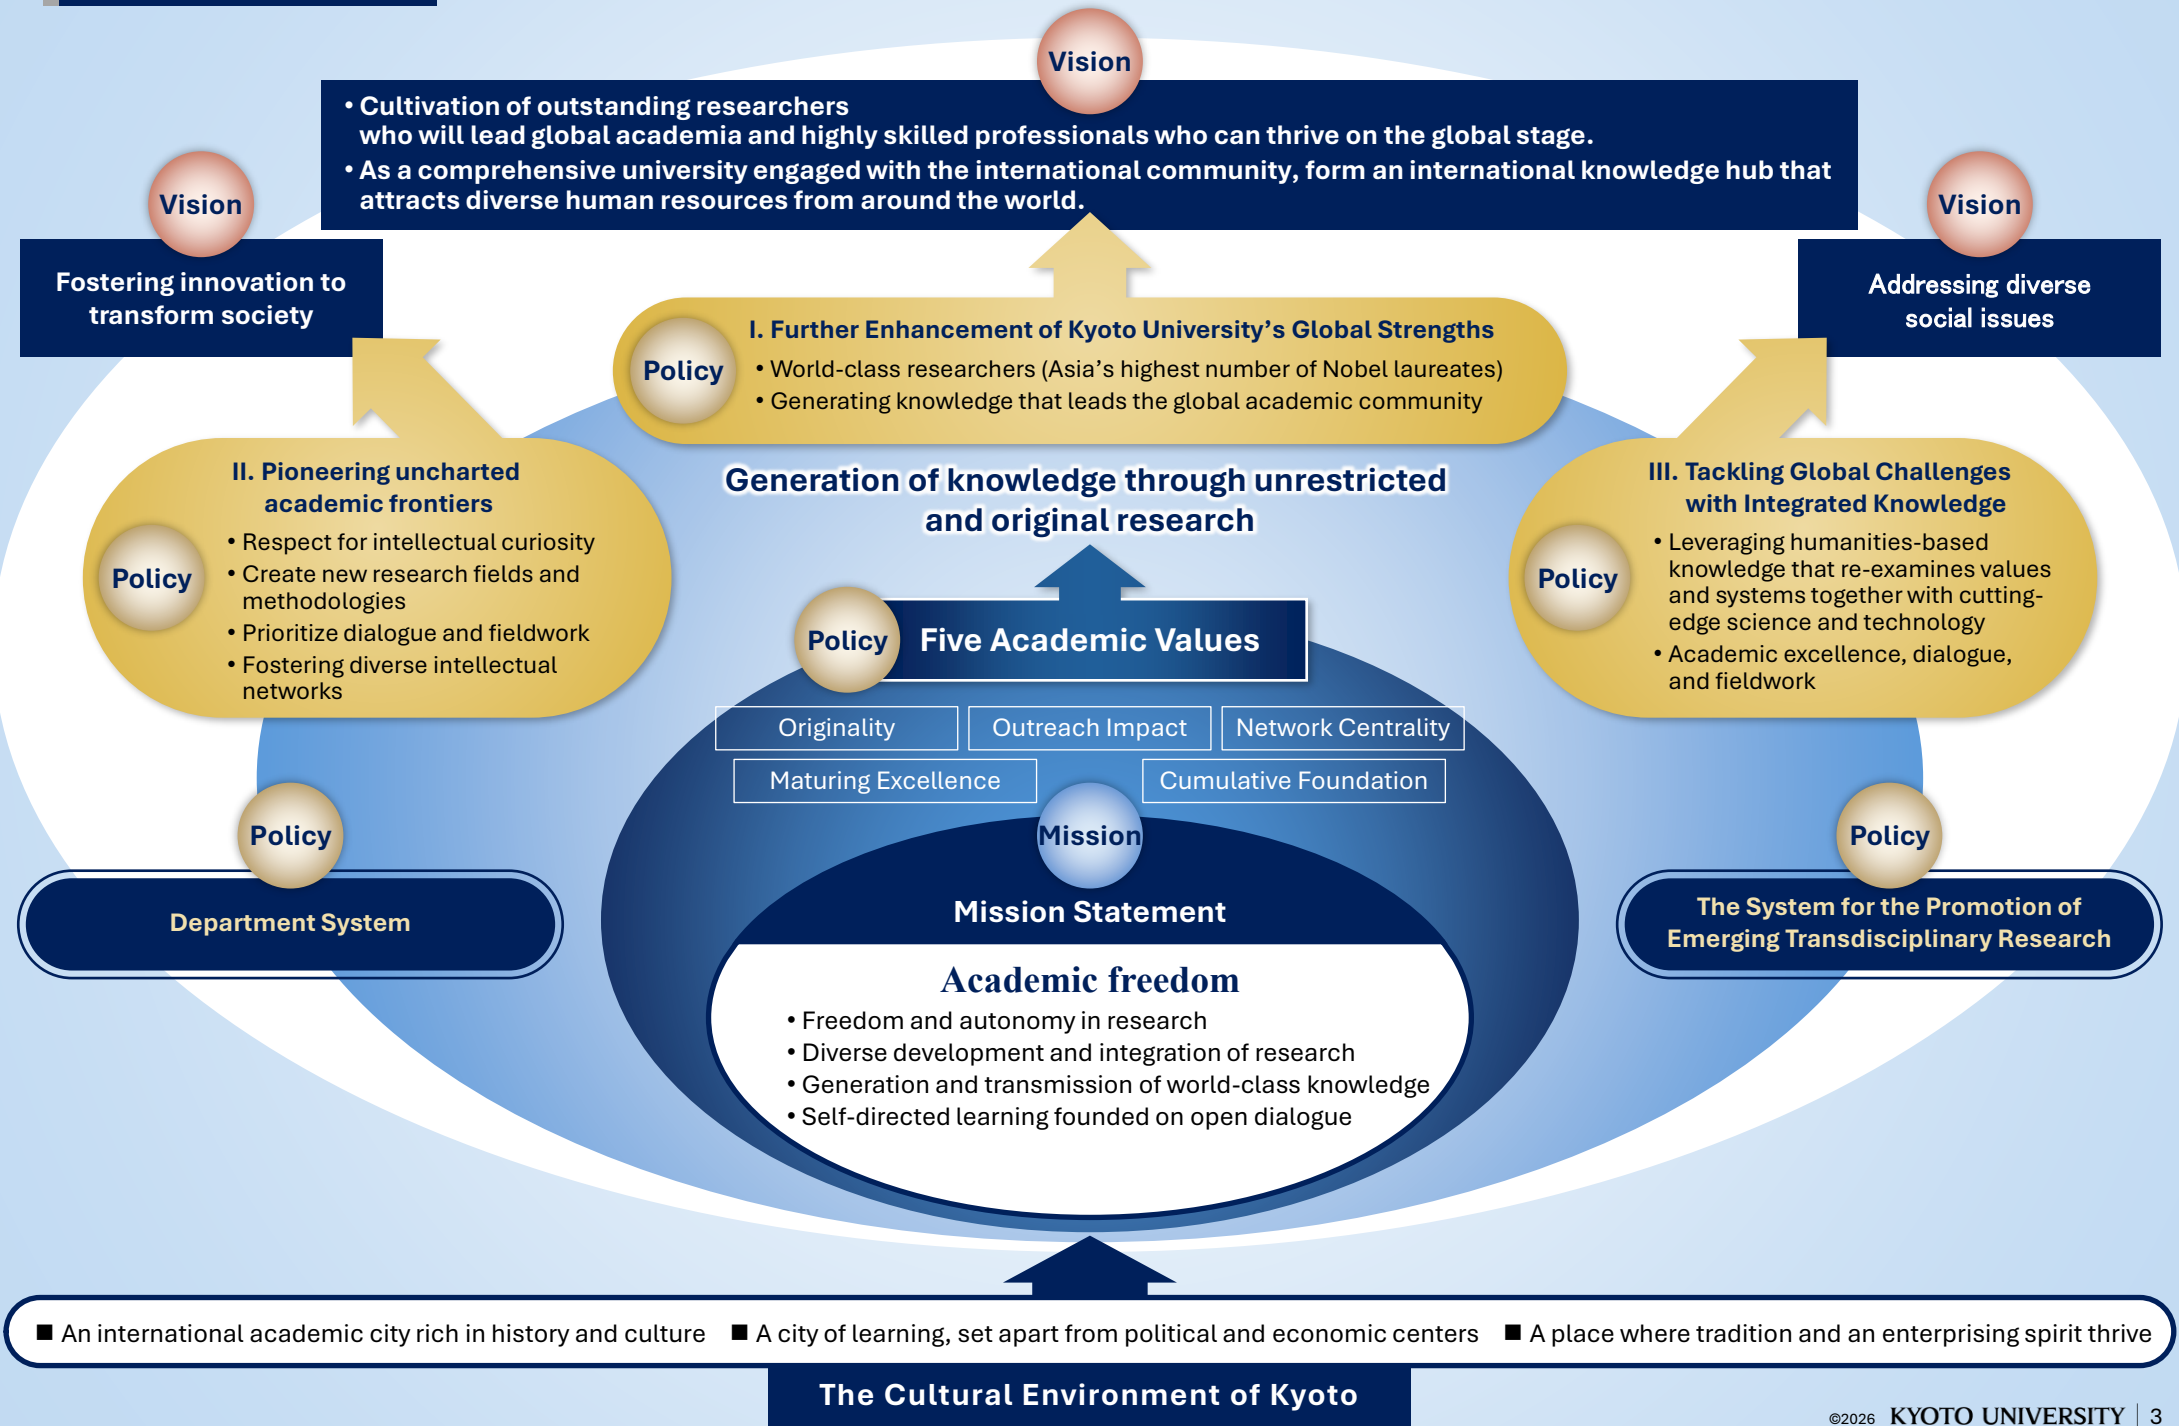 Vision
• Cultivation of outstanding researchers
who will lead global academia and highly skilled professionals who can thrive on the global stage.
• As a comprehensive university engaged with the international community, form an international knowledge hub that
attracts diverse human resources from around the world.
Vision
Fostering innovation to
transform society
Vision
Addressing diverse
social issues
Policy
I. Further Enhancement of Kyoto University's Global Strengths
• World-class researchers (Asia's highest number of Nobel laureates)
• Generating knowledge that leads the global academic community
Policy
II. Pioneering uncharted
academic frontiers
• Respect for intellectual curiosity
• Create new research fields and
methodologies
• Prioritize dialogue and fieldwork
• Fostering diverse intellectual
networks
Generation of knowledge through unrestricted
and original research
Policy
III. Tackling Global Challenges
with Integrated Knowledge
• Leveraging humanities-based
knowledge that re-examines values
and systems together with cutting-
edge science and technology
• Academic excellence, dialogue,
and fieldwork
Policy
Five Academic Values
Originality
Outreach Impact
Network Centrality
Maturing Excellence
Cumulative Foundation
Policy
Department System
Mission
Mission Statement
Academic freedom
• Freedom and autonomy in research
• Diverse development and integration of research
• Generation and transmission of world-class knowledge
• Self-directed learning founded on open dialogue
Policy
The System for the Promotion of
Emerging Transdisciplinary Research
■ An international academic city rich in history and culture ■ A city of learning, set apart from political and economic centers ■ A place where tradition and an enterprising spirit thrive
The Cultural Environment of Kyoto
©2026 KYOTO UNIVERSITY | 3